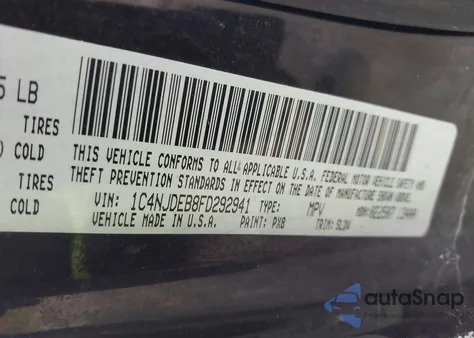 5 LB
TIRES
) COLD
TIRES
COLD
THIS VEHICLE CONFORMS TO ALL APPLICABLE U.S.A. FEDERAL MOTOR VEHICLE SAFETY AND
THEFT PREVENTION STANDARDS IN EFFECT ON THE DATE OF MANUFACTURE SHOWN ABOVE.
VIN: 1C4NJDEB8FD292941 TYPE: MPV
VEHICLE MADE IN U.S.A. PAINT: PX8 TRIM:
autoSnap